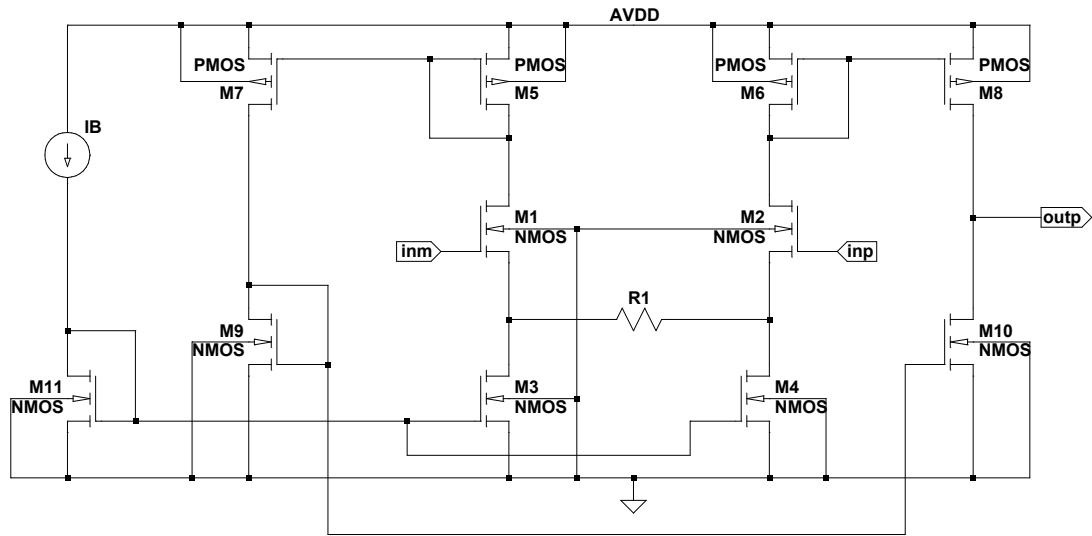 AVDD
PMOS
M7
PMOS
M5
PMOS
M6
PMOS
M8
IB
M1
NMOS
M2
NMOS
inm
inp
outp
R1
M9
NMOS
M10
NMOS
M11
NMOS
M3
NMOS
M4
NMOS